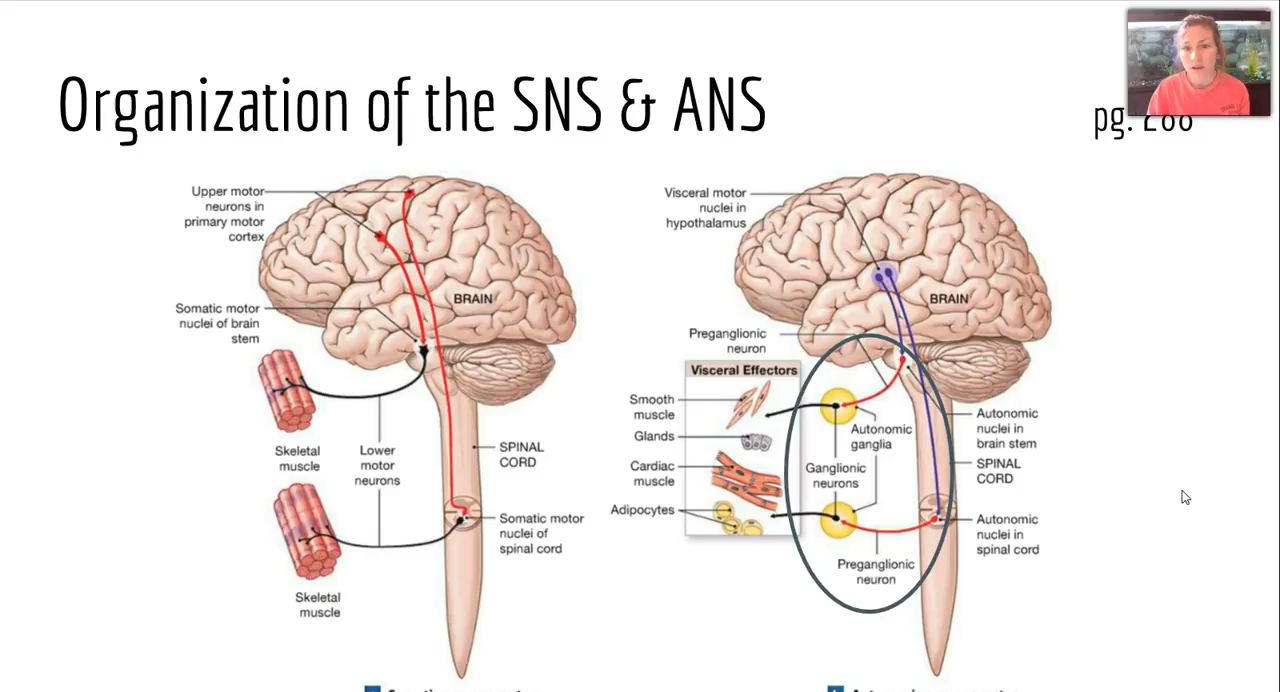 Organization of the SNS & ANS
pg.
Upper motor
neurons in
primary motor
cortex
Somatic motor
nuclei of brain
stem
BRAIN
Skeletal
muscle
Lower
motor
neurons
SPINAL
CORD
Somatic motor
nuclei of
spinal cord
Skeletal
muscle
Visceral motor
nuclei in
hypothalamus
BRAIN
Preganglionic
neuron
Visceral Effectors
Smooth
muscle
Glands
Cardiac
muscle
Adipocytes
Autonomic
ganglia
Ganglionic
neurons
Autonomic
nuclei in
brain stem
SPINAL
CORD
Autonomic
nuclei in
spinal cord
Preganglionic
neuron